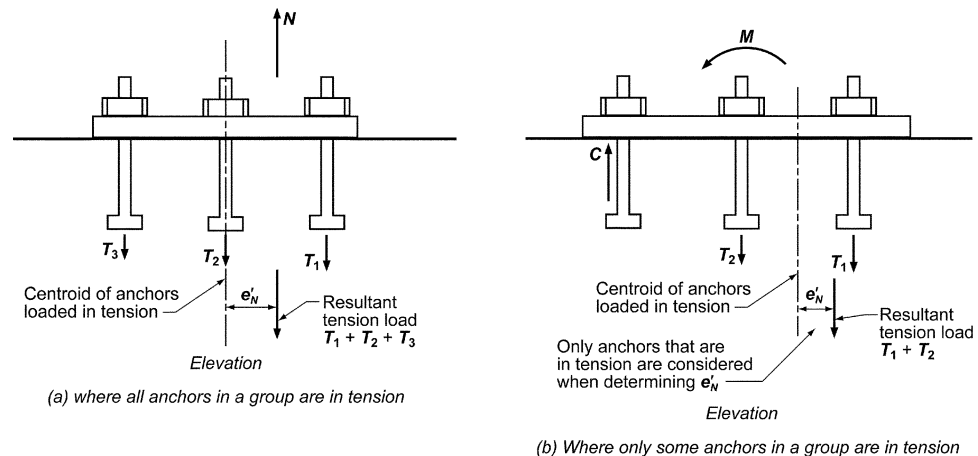 N
T3
T2
T1
Centroid of anchors
loaded in tension
e'N
Resultant
tension load
T1 + T2 + T3
Elevation
(a) where all anchors in a group are in tension
M
C
T2
T1
Centroid of anchors
loaded in tension
e'N
Resultant
tension load
T1 + T2
Only anchors that are
in tension are considered
when determining e'N
Elevation
(b) Where only some anchors in a group are in tension